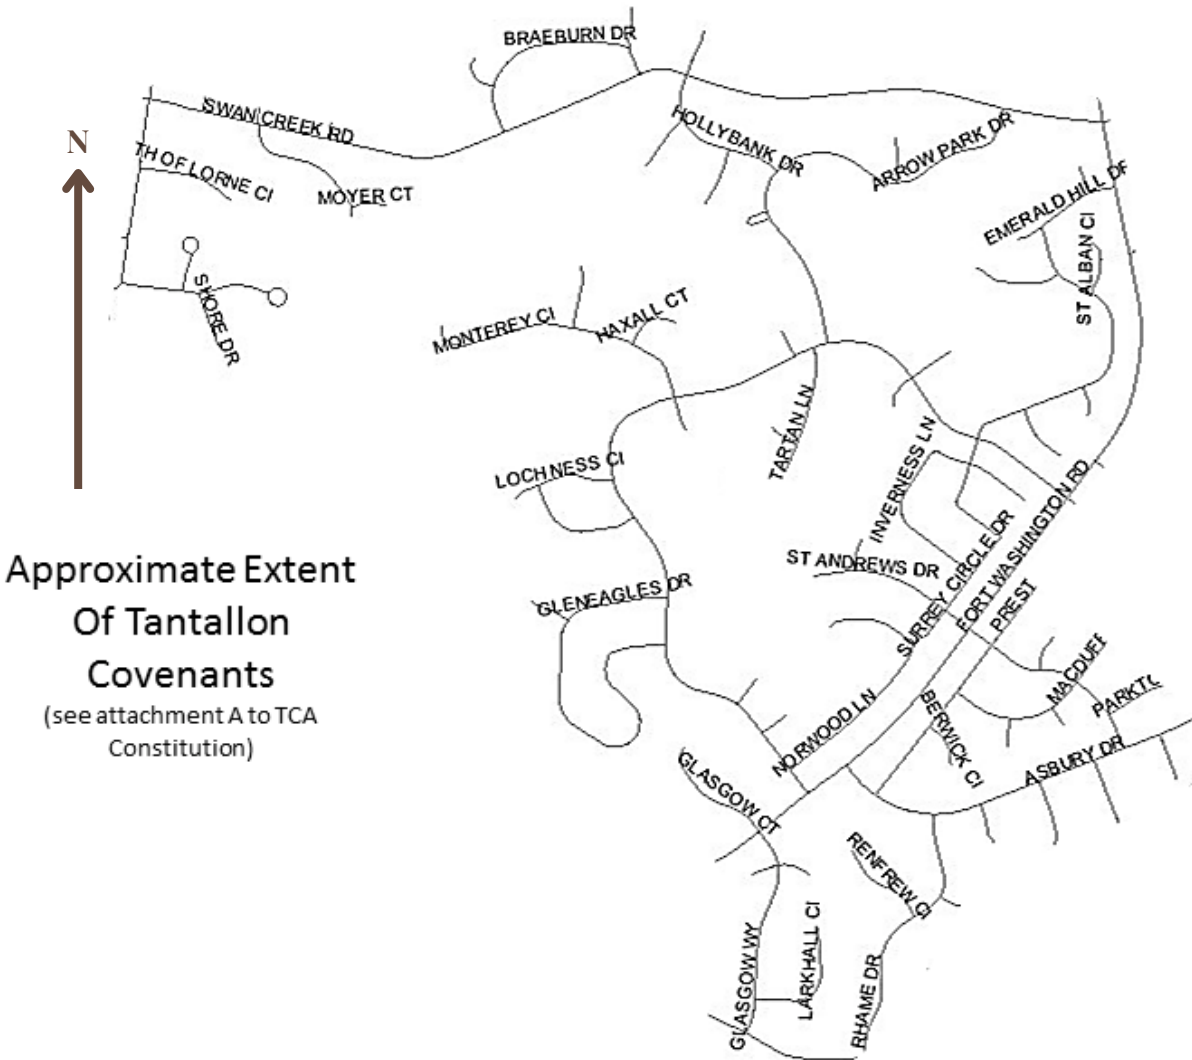 BRAEBURN DR
SWAN CREEK RD
HOLLYBANK DR
ARROW PARK DR
N
TH OF LORNE CI
MOYER CT
EMERALD HILL DR
ST ALBAN CI
SHORE DR
MONTEREY CI
HAXALL CT
TARTAN LN
LOCHNESS CI
INVERNESS LN
FORT WASHINGTON RD
SURREY CIRCLE DR
ST ANDREWS DR
Approximate Extent
Of Tantallon
Covenants
(see attachment A to TCA
Constitution)
GLENEAGLES DR
PREST
MACDUFF
PARKTO
BERWICK CI
NORWOOD LN
ASBURY DR
GLASGOW CT
RENFREW CI
LARKHALL CI
GLASGOW WY
RHAME DR